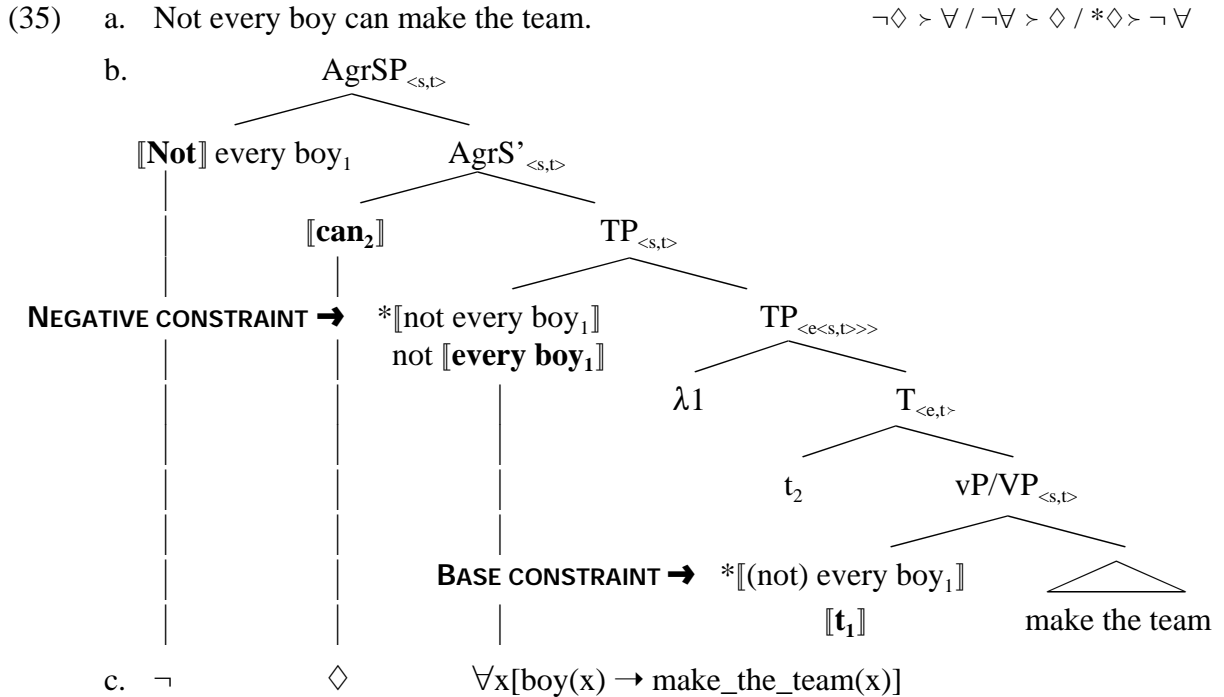 (35) a. Not every boy can make the team. ¬◇ > ∀ / ¬∀ > ◇ / *◇> ¬ ∀
b. AgrSP<s,t>
⟦Not⟧ every boy1 AgrS’<s,t>
⟦can2⟧ TP<s,t>
NEGATIVE CONSTRAINT ➔ *⟦not every boy1⟧ TP<e<s,t>>>
not ⟦every boy1⟧
λ1 T<e,t>
t2 vP/VP<s,t>
BASE CONSTRAINT ➔ *⟦(not) every boy1⟧
⟦t1⟧ make the team
c. ¬ ◇ ∀x[boy(x) → make_the_team(x)]